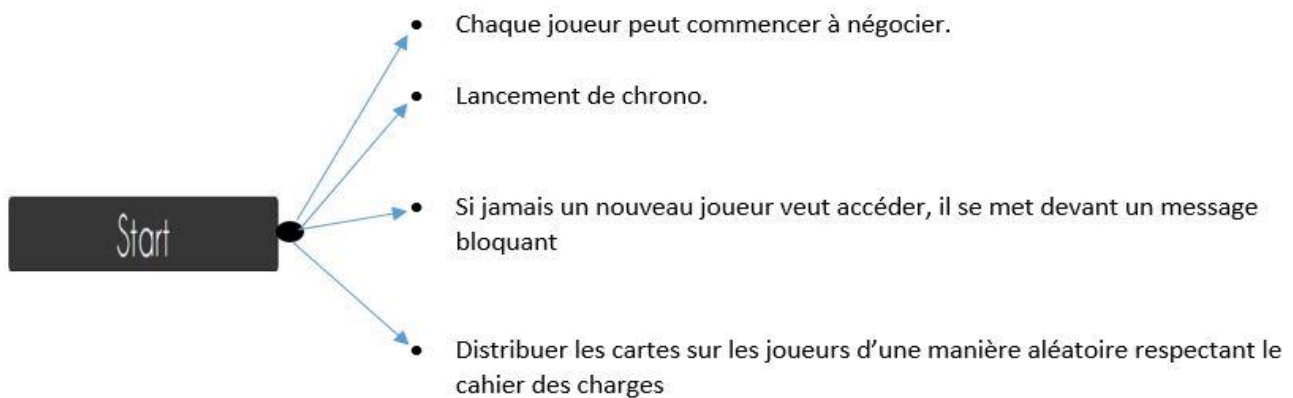 • Chaque joueur peut commencer à négocier.
• Lancement de chrono.
Start
• Si jamais un nouveau joueur veut accéder, il se met devant un message
bloquant
• Distribuer les cartes sur les joueurs d’une manière aléatoire respectant le
cahier des charges